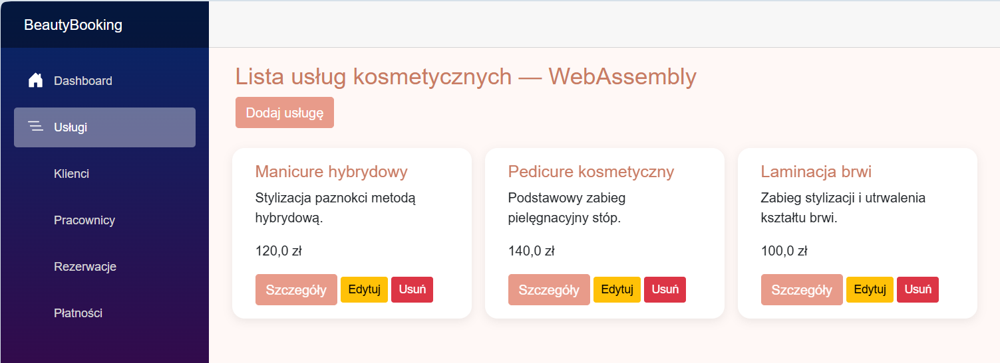 BeautyBooking
Dashboard
Usługi
Klienci
Pracownicy
Rezerwacje
Płatności
Lista usług kosmetycznych — WebAssembly
Dodaj usługę
Manicure hybrydowy
Stylizacja paznokci metodą
hybrydową.
120,0 zł
Szczegóły Edytuj Usuń
Pedicure kosmetyczny
Podstawowy zabieg
pielęgnacyjny stóp.
140,0 zł
Szczegóły Edytuj Usuń
Laminacja brwi
Zabieg stylizacji i utrwalenia
kształtu brwi.
100,0 zł
Szczegóły Edytuj Usuń